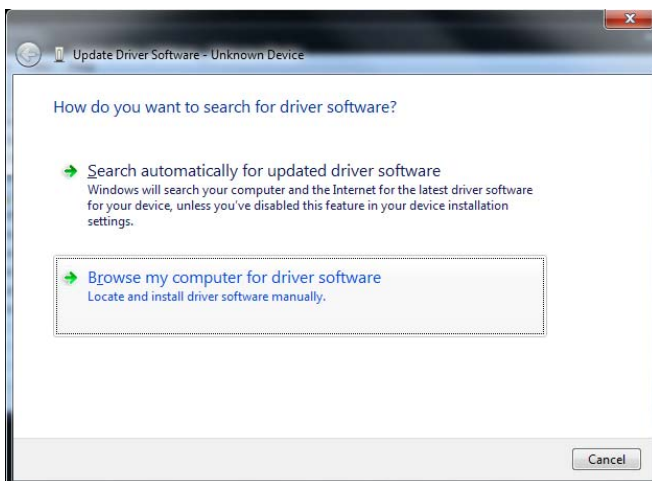 Update Driver Software - Unknown Device
How do you want to search for driver software?
Search automatically for updated driver software
Windows will search your computer and the Internet for the latest driver software
for your device, unless you've disabled this feature in your device installation
settings.
Browse my computer for driver software
Locate and install driver software manually.
Cancel